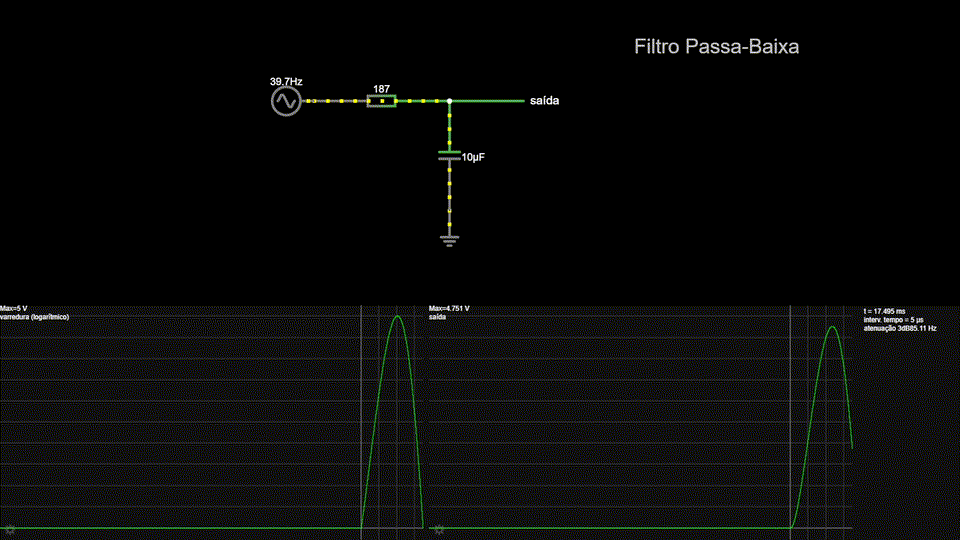 Filtro Passa-Baixa
39.7Hz
187
saída
10µF
Max=5 V
varredura (logarítmico)
Max=4.751 V
saída
t = 17.495 ms
interv. tempo = 5 µs
atenuação 3dB85.11 Hz